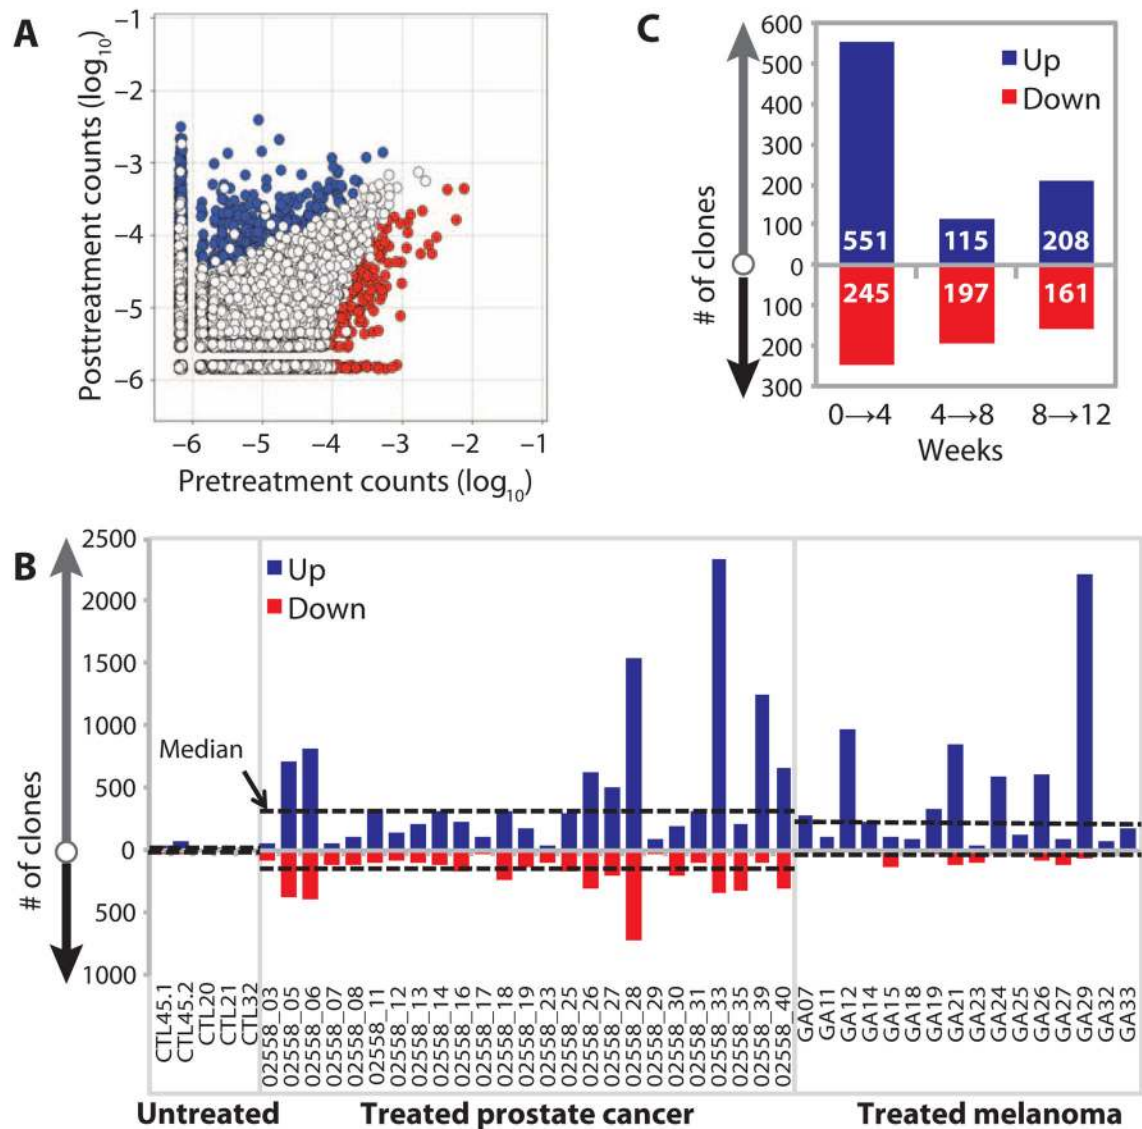 A
Posttreatment counts (log10)
−1
−2
−3
−4
−5
−6
−6 −5 −4 −3 −2 −1
Pretreatment counts (log10)
C
# of clones
600
500
400
300
200
100
0
100
200
300
Up
Down
551 115 208
245 197 161
0→4 4→8 8→12
Weeks
B
# of clones
2500
2000
1500
1000
500
0
500
1000
Up
Down
Median
CTL45.1
CTL45.2
CTL20
CTL21
CTL32
02558_03
02558_05
02558_06
02558_07
02558_08
02558_11
02558_12
02558_13
02558_14
02558_16
02558_17
02558_18
02558_19
02558_23
02558_25
02558_26
02558_27
02558_28
02558_29
02558_30
02558_31
02558_33
02558_35
02558_39
02558_40
GA07
GA11
GA12
GA14
GA15
GA18
GA19
GA21
GA23
GA24
GA25
GA26
GA27
GA29
GA32
GA33
Untreated Treated prostate cancer Treated melanoma